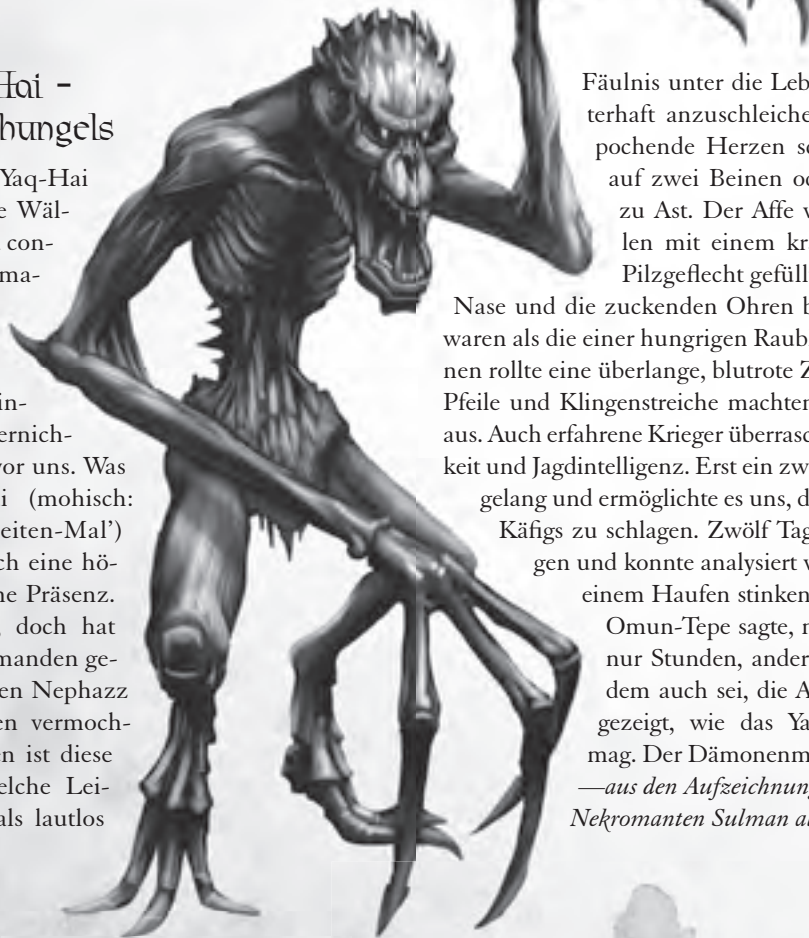 Hai –
hungels
Yaq-Hai
e Wäl-
con-
ma-
in-
ernich-
vor uns. Was
i (mohisch:
eiten-Mal’)
ch eine hö-
ne Präsenz.
, doch hat
manden ge-
en Nephazz
en vermoch-
en ist diese
elche Lei-
als lautlos
Fäulnis unter die Leb
terhaft anzuschleiche
pochende Herzen se
auf zwei Beinen oc
zu Ast. Der Affe w
len mit einem kr
Pilzgeflecht gefüll
Nase und die zuckenden Ohren b
waren als die einer hungrigen Raub
nen rollte eine überlange, blutrote Z
Pfeile und Klingenstreiche machten
aus. Auch erfahrene Krieger überrasc
keit und Jagdintelligenz. Erst ein zw
gelang und ermöglichte es uns, d
Käfigs zu schlagen. Zwölf Tag
gen und konnte analysiert w
einem Haufen stinken
Omun-Tepe sagte, n
nur Stunden, ander
dem auch sei, die A
gezeigt, wie das Ya
mag. Der Dämonenm
—aus den Aufzeichnung
Nekromanten Sulman al